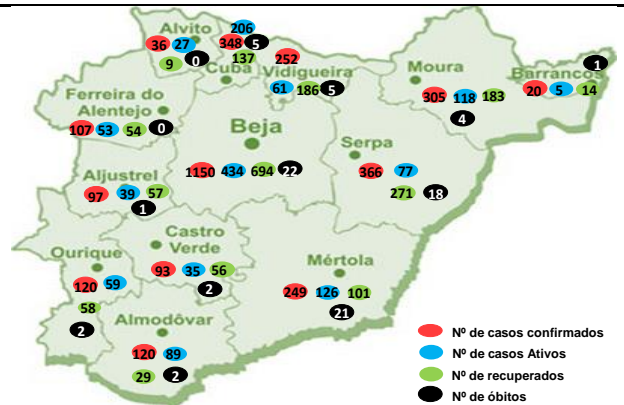 206
Alvito
36 27 348 5
0
9 137 252
Cuba
Vidigueira
61 186 5
Moura
305 118 183
4
1
Barrancos
20 5 14
Ferreira do
Alentejo
107 53 54 0
Beja
1150 434 694 22
Serpa
366 77
271 18
Aljustrel
97 39 57
1
Castro
Verde
93 35 56
2
Ourique
120 59
58
2
Mértola
249 126 101
21
Almodôvar
120 89
29 2
Nº de casos confirmados
Nº de casos Ativos
Nº de recuperados
Nº de óbitos